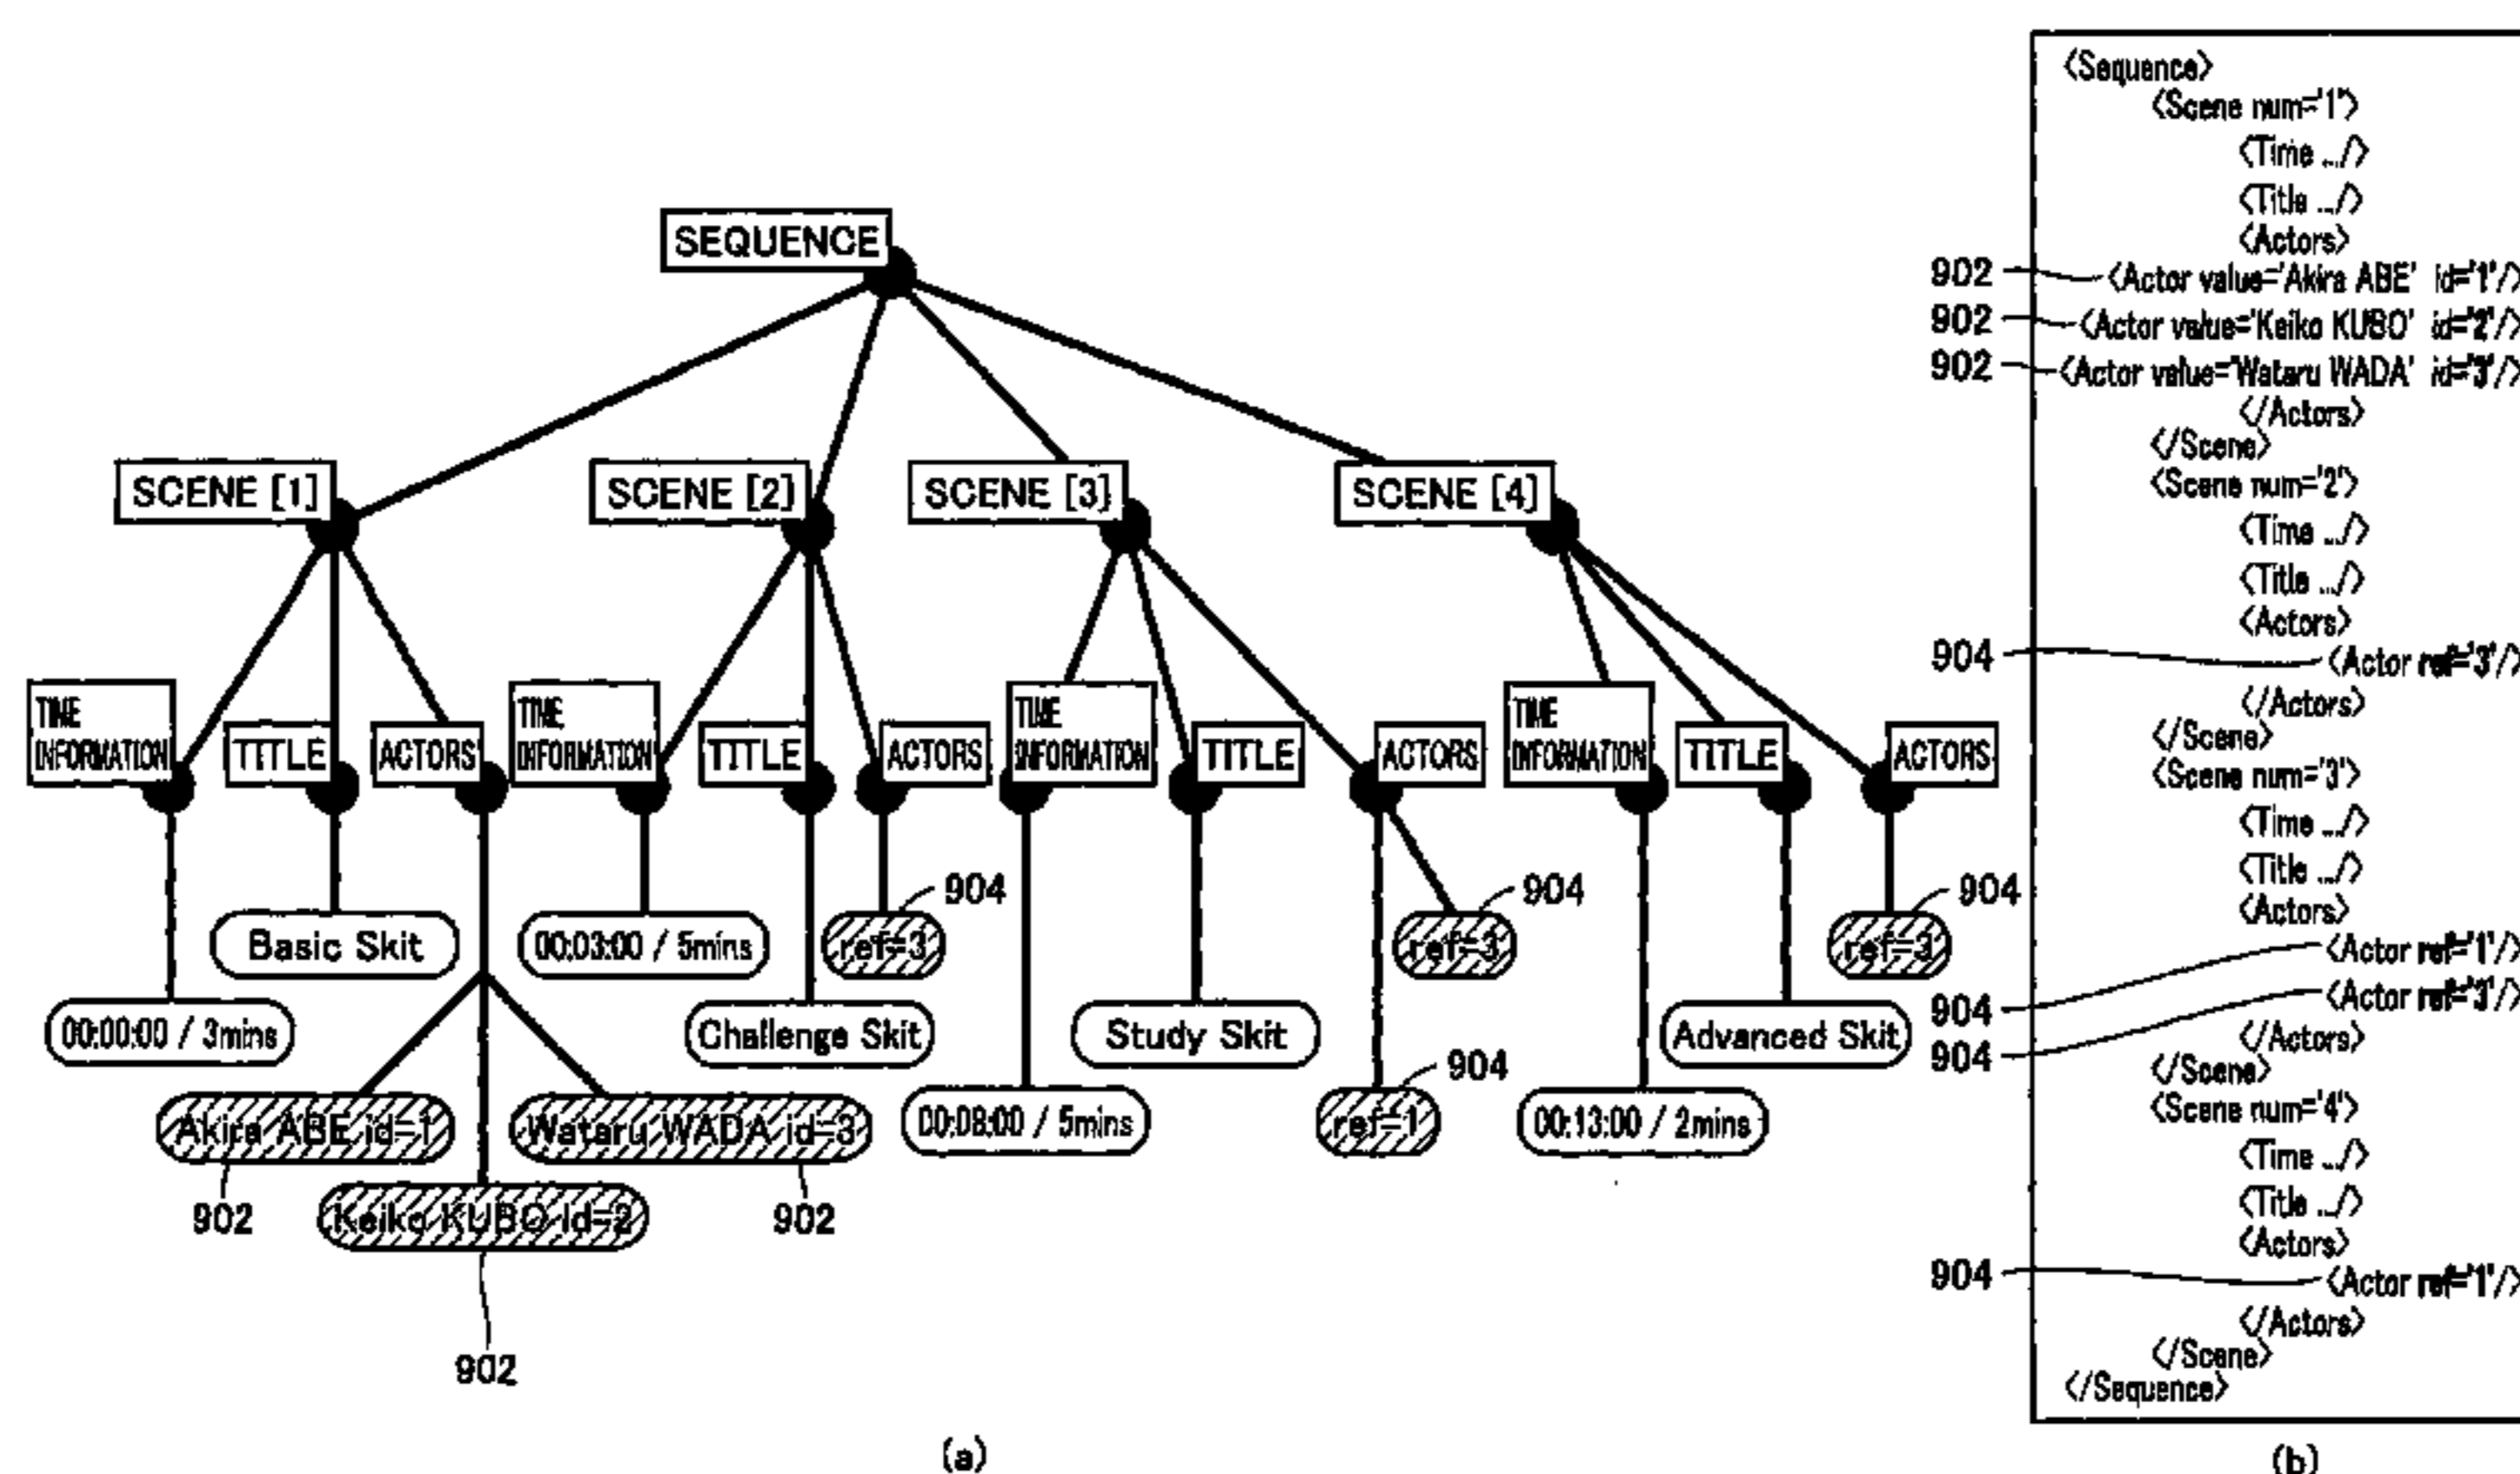 SEQUENCE
SCENE [1]
SCENE [2]
SCENE [3]
SCENE [4]
TIME
INFORMATION
TITLE
ACTORS
TIME
INFORMATION
TITLE
ACTORS
TIME
INFORMATION
TITLE
ACTORS
TIME
INFORMATION
TITLE
ACTORS
904
904
904
Basic Skit
00:03:00 / 5mins
ref=3
ref=3
ref=3
00:00:00 / 3mins
Challenge Skit
Study Skit
Advanced Skit
904
Akira ABE id=1
Wataru WADA id=3
00:08:00 / 5mins
ref=1
00:13:00 / 2mins
902
Keiko KUBO id=2
902
902
(a)
<Sequence>
<Scene num='1'>
<Time .../>
<Title .../>
<Actors>
902 <Actor value='Akira ABE' id='1'/>
902 <Actor value='Keiko KUBO' id='2'/>
902 <Actor value='Wataru WADA' id='3'/>
</Actors>
</Scene>
<Scene num='2'>
<Time .../>
<Title .../>
<Actors>
904 <Actor ref='3'/>
</Actors>
</Scene>
<Scene num='3'>
<Time .../>
<Title .../>
<Actors>
904 <Actor ref='1'/>
904 <Actor ref='3'/>
</Actors>
</Scene>
<Scene num='4'>
<Time .../>
<Title .../>
<Actors>
904 <Actor ref='1'/>
</Actors>
</Scene>
</Sequence>
(b)